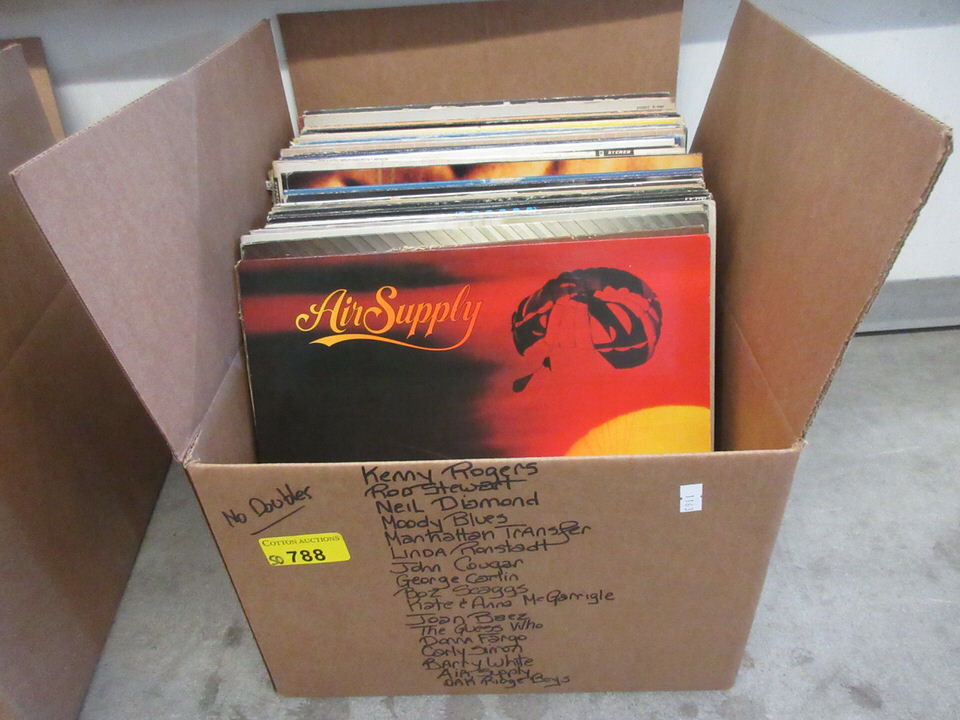 STEREO
Air Supply
No Doubles
COTTON AUCTIONS
SD 788
Kenny Rogers
Rod Stewart
Neil Diamond
Moody Blues
Manhattan Transfer
Linda Ronstadt
John Cougar
George Carlin
Boz Scaggs
Kate & Anna McGarrigle
Joan Baez
The Guess Who
Donna Fargo
Carly Simon
Barry White
Air Supply
Oak Ridge Boys